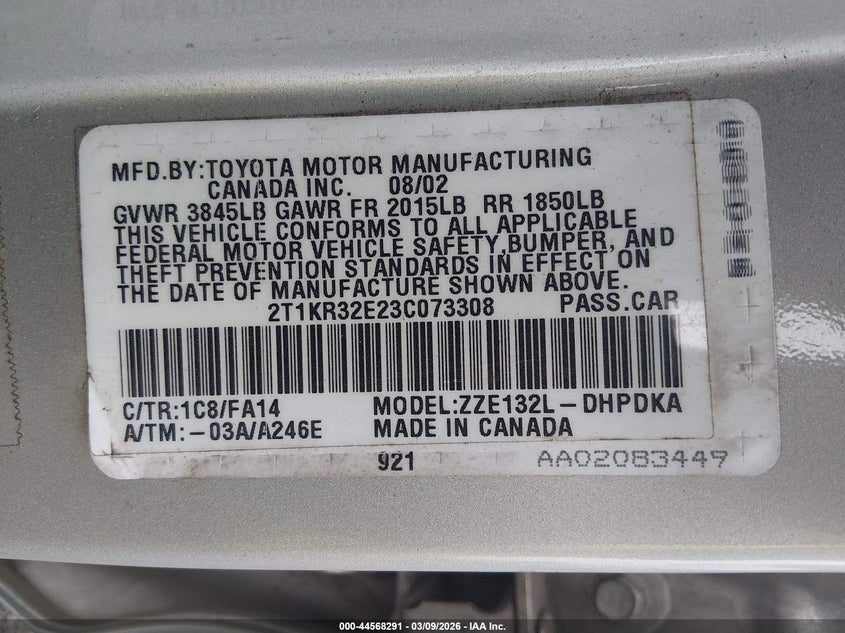 MFD.BY:TOYOTA MOTOR MANUFACTURING
CANADA INC. 08/02
GVWR 3845LB GAWR FR 2015LB RR 1850LB
THIS VEHICLE CONFORMS TO ALL APPLICABLE
FEDERAL MOTOR VEHICLE SAFETY,BUMPER, AND
THEFT PREVENTION STANDARDS IN EFFECT ON
THE DATE OF MANUFACTURE SHOWN ABOVE.
2T1KR32E23C073308 PASS.CAR
C/TR:1C8/FA14 MODEL:ZZE132L-DHPDKA
A/TM:-03A/A246E MADE IN CANADA
921 AA02083449
000-44568291 - 03/09/2026 - IAA Inc.